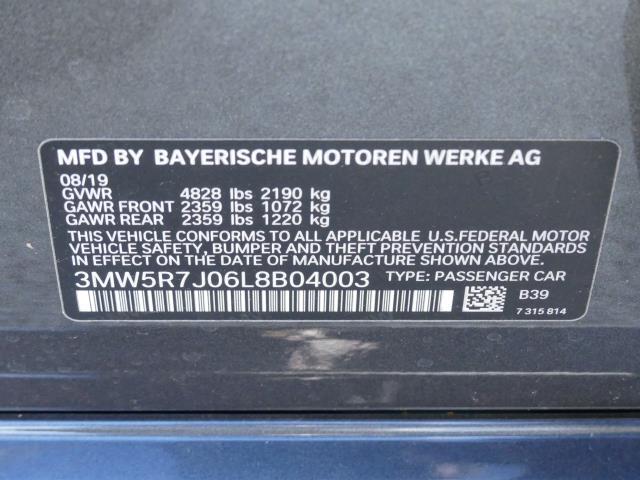 MFD BY BAYERISCHE MOTOREN WERKE AG
08/19
GVWR 4828 lbs 2190 kg
GAWR FRONT 2359 lbs 1072 kg
GAWR REAR 2359 lbs 1220 kg
THIS VEHICLE CONFORMS TO ALL APPLICABLE U.S.FEDERAL MOTOR
VEHICLE SAFETY, BUMPER AND THEFT PREVENTION STANDARDS
IN EFFECT ON THE DATE OF MANUFACTURE SHOWN ABOVE.
3MW5R7J06L8B04003 TYPE: PASSENGER CAR
B39
7 315 814